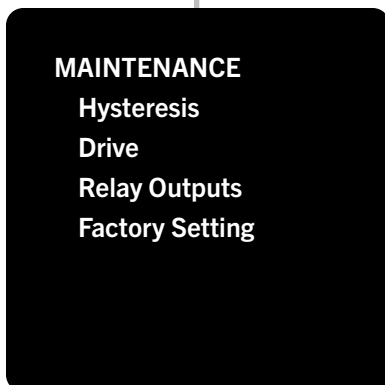 MAINTENANCE
Hysteresis
Drive
Relay Outputs
Factory Setting